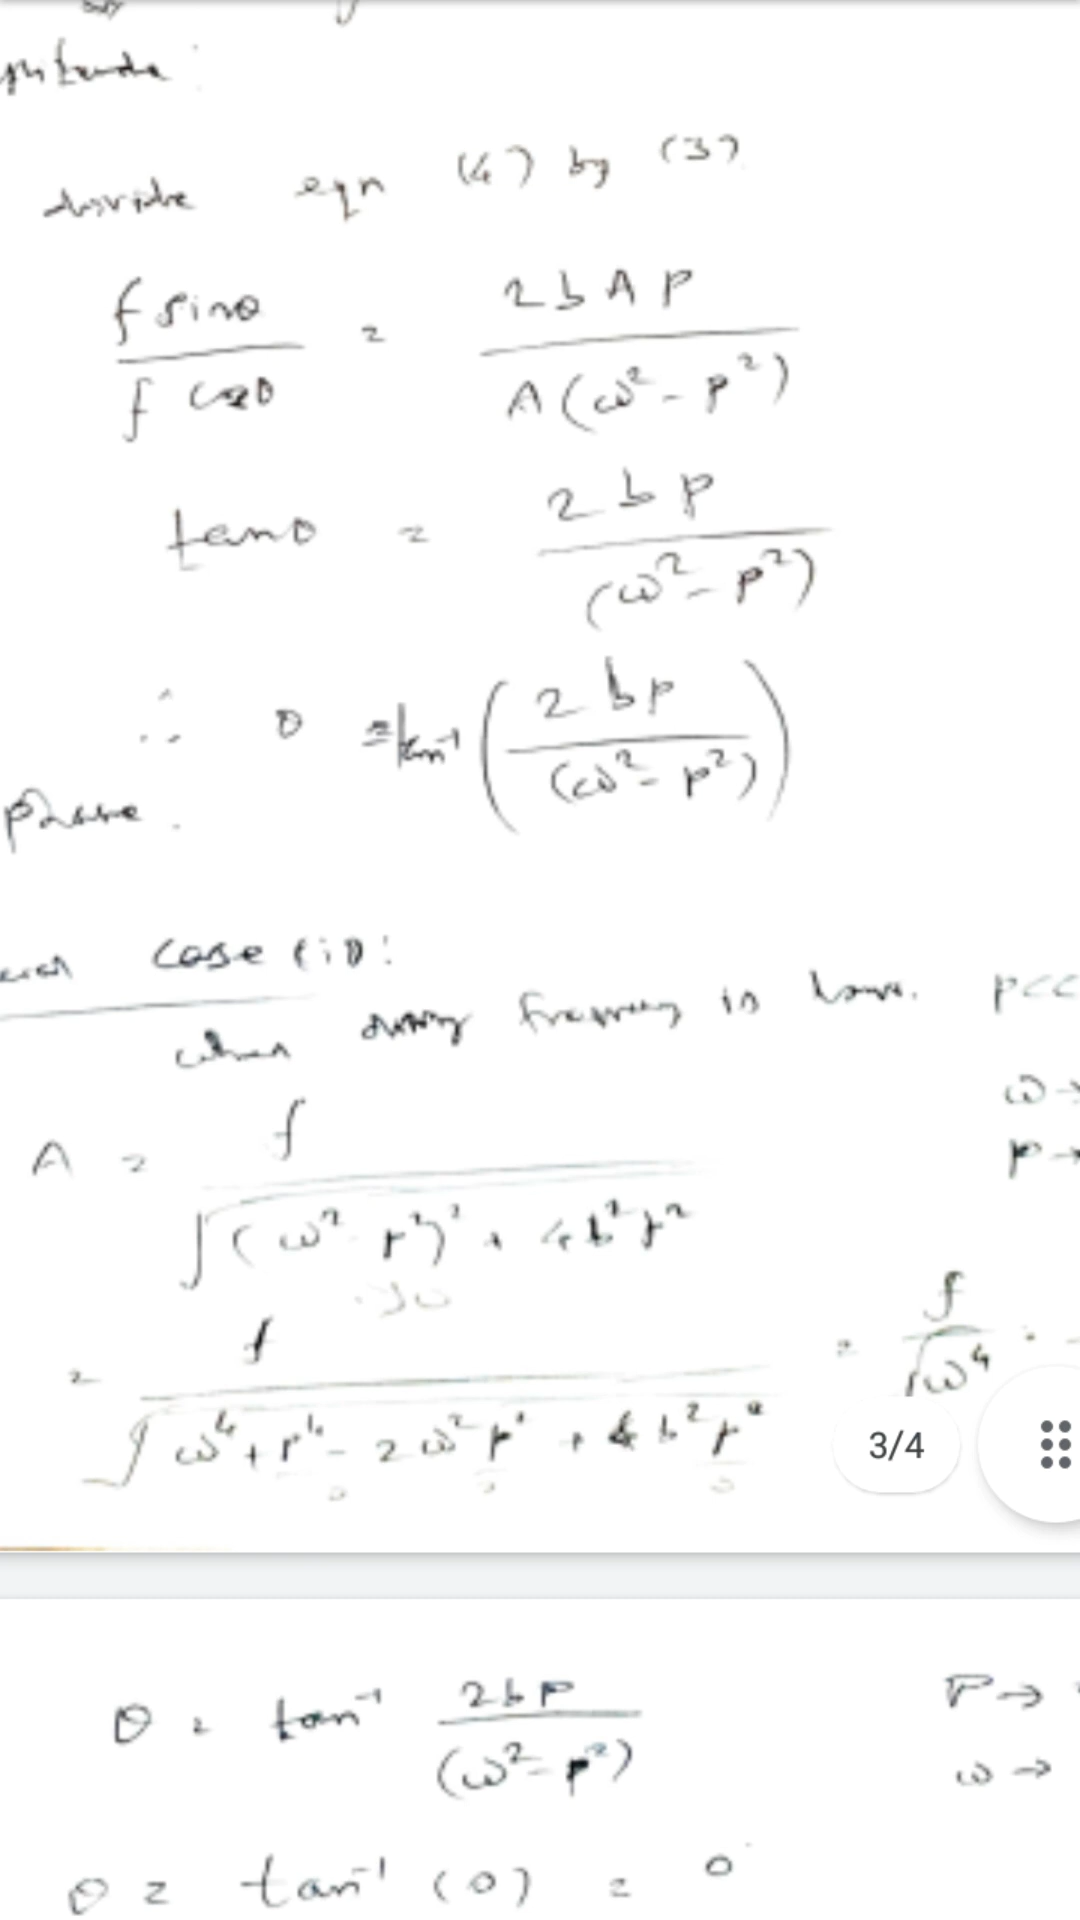 divide eqn (4) by (3)
f sinθ / f cosθ = 2bAp / A(ω² - p²)
tanθ = 2bp / (ω² - p²)
∴ θ = tan⁻¹ (2bp / (ω² - p²))
Phase.
case (i):
when driving frequency is low. p<<
ω→
A = f / √((ω² - p²)² + 4b²p²)
p→
= f / √(ω⁴ + p⁴ - 2ω²p² + 4b²p²) = f / √ω⁴
3/4
θ = tan⁻¹ 2bp / (ω² - p²)
P→
ω→
θ = tan⁻¹ (0) = 0